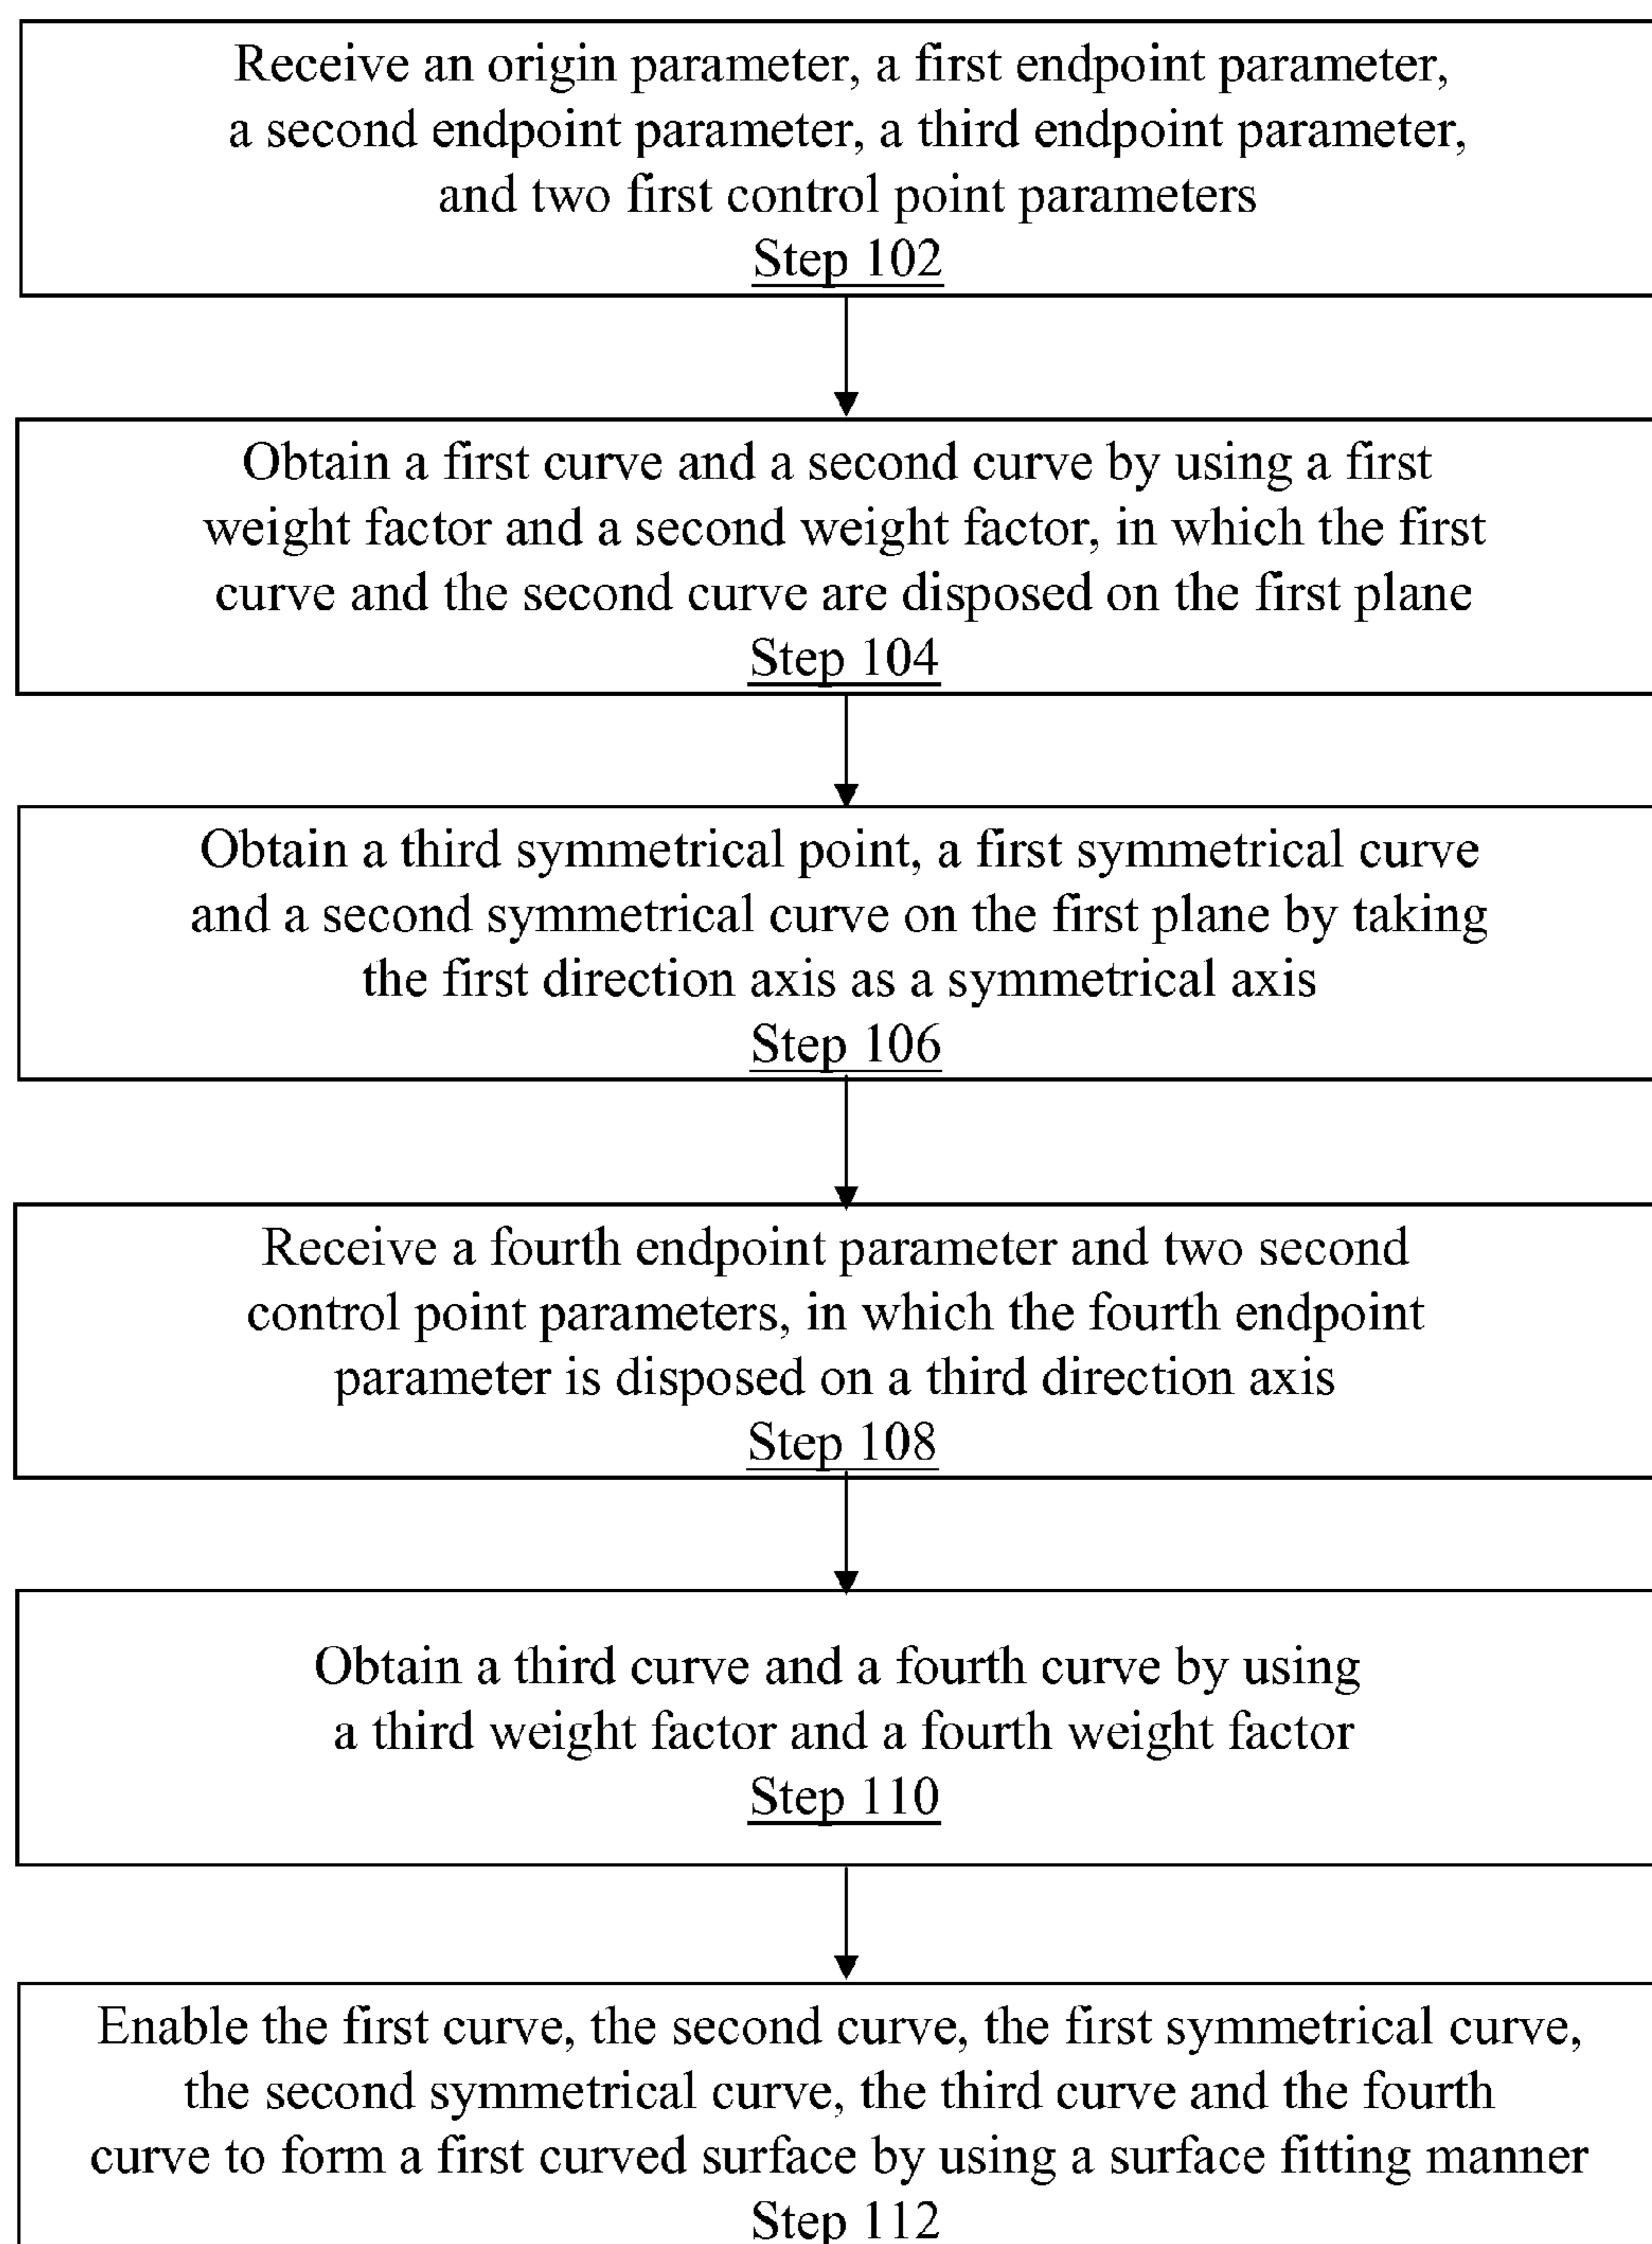 Receive an origin parameter, a first endpoint parameter,
a second endpoint parameter, a third endpoint parameter,
and two first control point parameters
Step 102
Obtain a first curve and a second curve by using a first
weight factor and a second weight factor, in which the first
curve and the second curve are disposed on the first plane
Step 104
Obtain a third symmetrical point, a first symmetrical curve
and a second symmetrical curve on the first plane by taking
the first direction axis as a symmetrical axis
Step 106
Receive a fourth endpoint parameter and two second
control point parameters, in which the fourth endpoint
parameter is disposed on a third direction axis
Step 108
Obtain a third curve and a fourth curve by using
a third weight factor and a fourth weight factor
Step 110
Enable the first curve, the second curve, the first symmetrical curve,
the second symmetrical curve, the third curve and the fourth
curve to form a first curved surface by using a surface fitting manner
Step 112